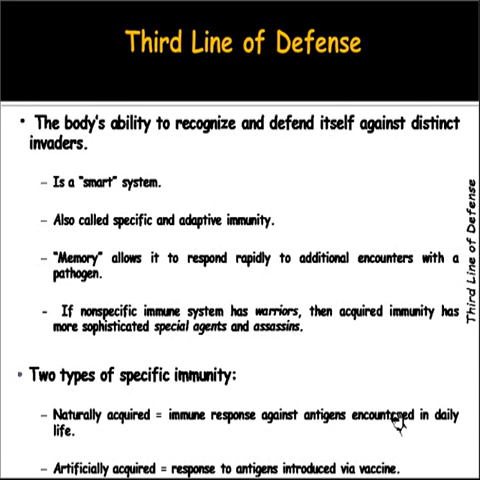 Third Line of Defense
• The body's ability to recognize and defend itself against distinct
invaders.
– Is a "smart" system.
– Also called specific and adaptive immunity.
– "Memory" allows it to respond rapidly to additional encounters with a
pathogen.
- If nonspecific immune system has warriors, then acquired immunity has
more sophisticated special agents and assassins.
• Two types of specific immunity:
– Naturally acquired = immune response against antigens encountered in daily
life.
– Artificially acquired = response to antigens introduced via vaccine.
Third Line of Defense